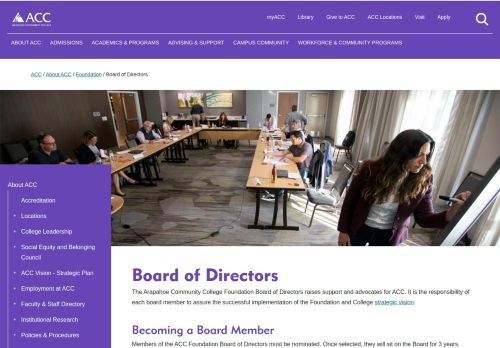 ACC
myACC Library Give to ACC ACC Locations Visit Apply
ABOUT ACC ADMISSIONS ACADEMICS & PROGRAMS ADVISING & SUPPORT CAMPUS COMMUNITY WORKFORCE & COMMUNITY PROGRAMS
ACC / About ACC / Foundation / Board of Directors
About ACC
Accreditation
Locations
College Leadership
Social Equity and Belonging
Council
ACC Vision - Strategic Plan
Employment at ACC
Faculty & Staff Directory
Institutional Research
Policies & Procedures
Board of Directors
The Arapahoe Community College Foundation Board of Directors raises support and advocates for ACC. It is the responsibility of
each board member to assure the successful implementation of the Foundation and College strategic vision.
Becoming a Board Member
Members of the ACC Foundation Board of Directors must be nominated. Once selected, they will sit on the Board for 3 years.